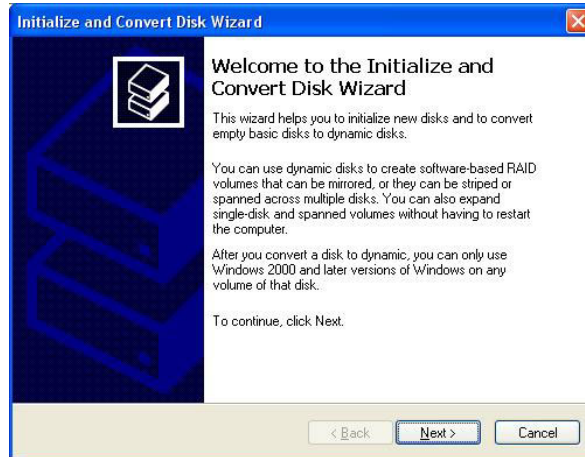 Initialize and Convert Disk Wizard
Welcome to the Initialize and
Convert Disk Wizard
This wizard helps you to initialize new disks and to convert
empty basic disks to dynamic disks.
You can use dynamic disks to create software-based RAID
volumes that can be mirrored, or they can be striped or
spanned across multiple disks. You can also expand
single-disk and spanned volumes without having to restart
the computer.
After you convert a disk to dynamic, you can only use
Windows 2000 and later versions of Windows on any
volume of that disk.
To continue, click Next.
< Back Next > Cancel